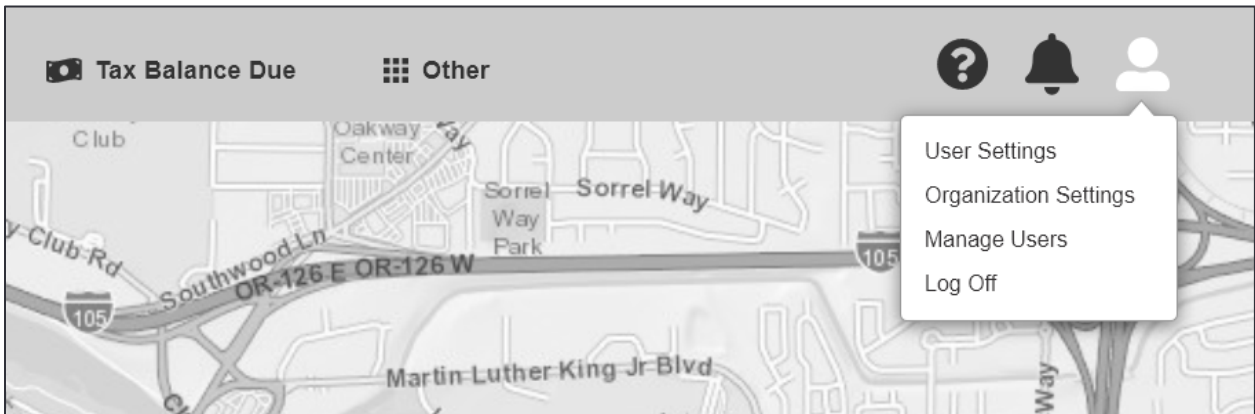 Tax Balance Due
Other
User Settings
Organization Settings
Manage Users
Log Off
Club
Oakway
Center
Way
Sorrel
Way
Park
Sorrel Way
y Club Rd
Southwood Ln
OR-126 E OR-126 W
105
105
Martin Luther King Jr Blvd
Way